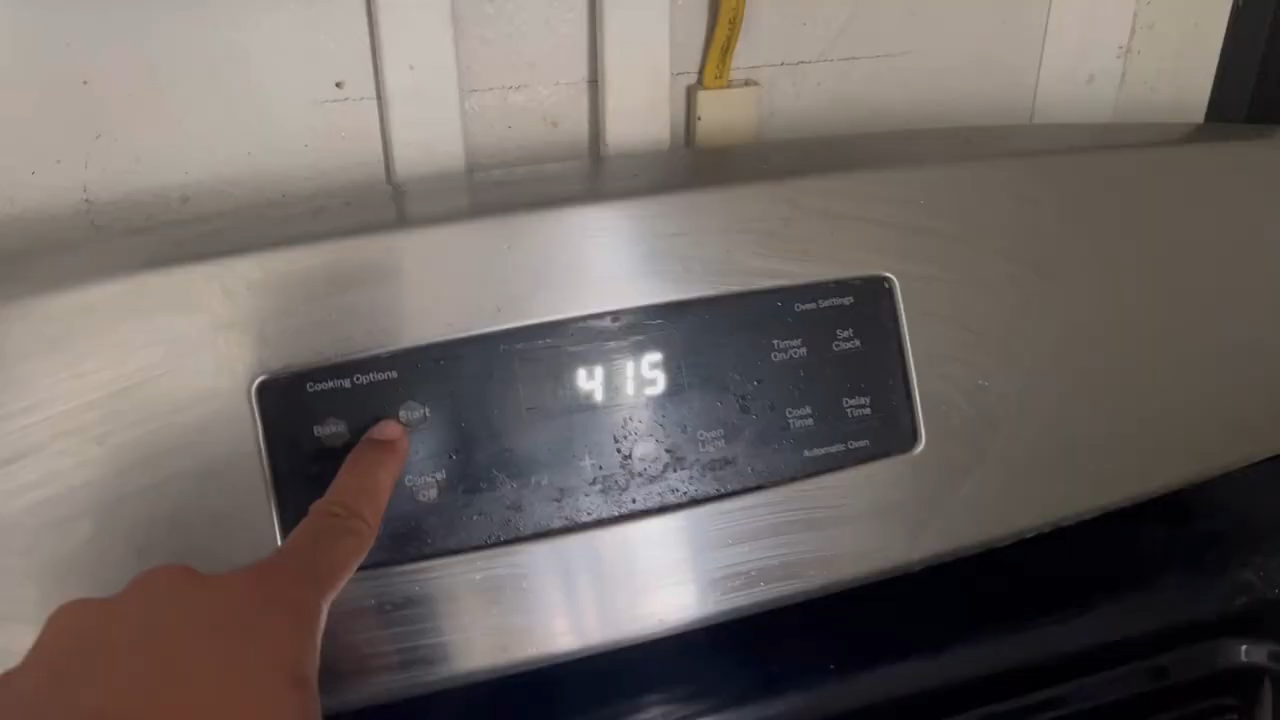 Oven Settings
Timer
On/Off
Set
Clock
415
Cooking Options
Start
Bake
Cook
Time
Delay
Time
Oven
Light
+
Automatic Oven
Cancel
Off